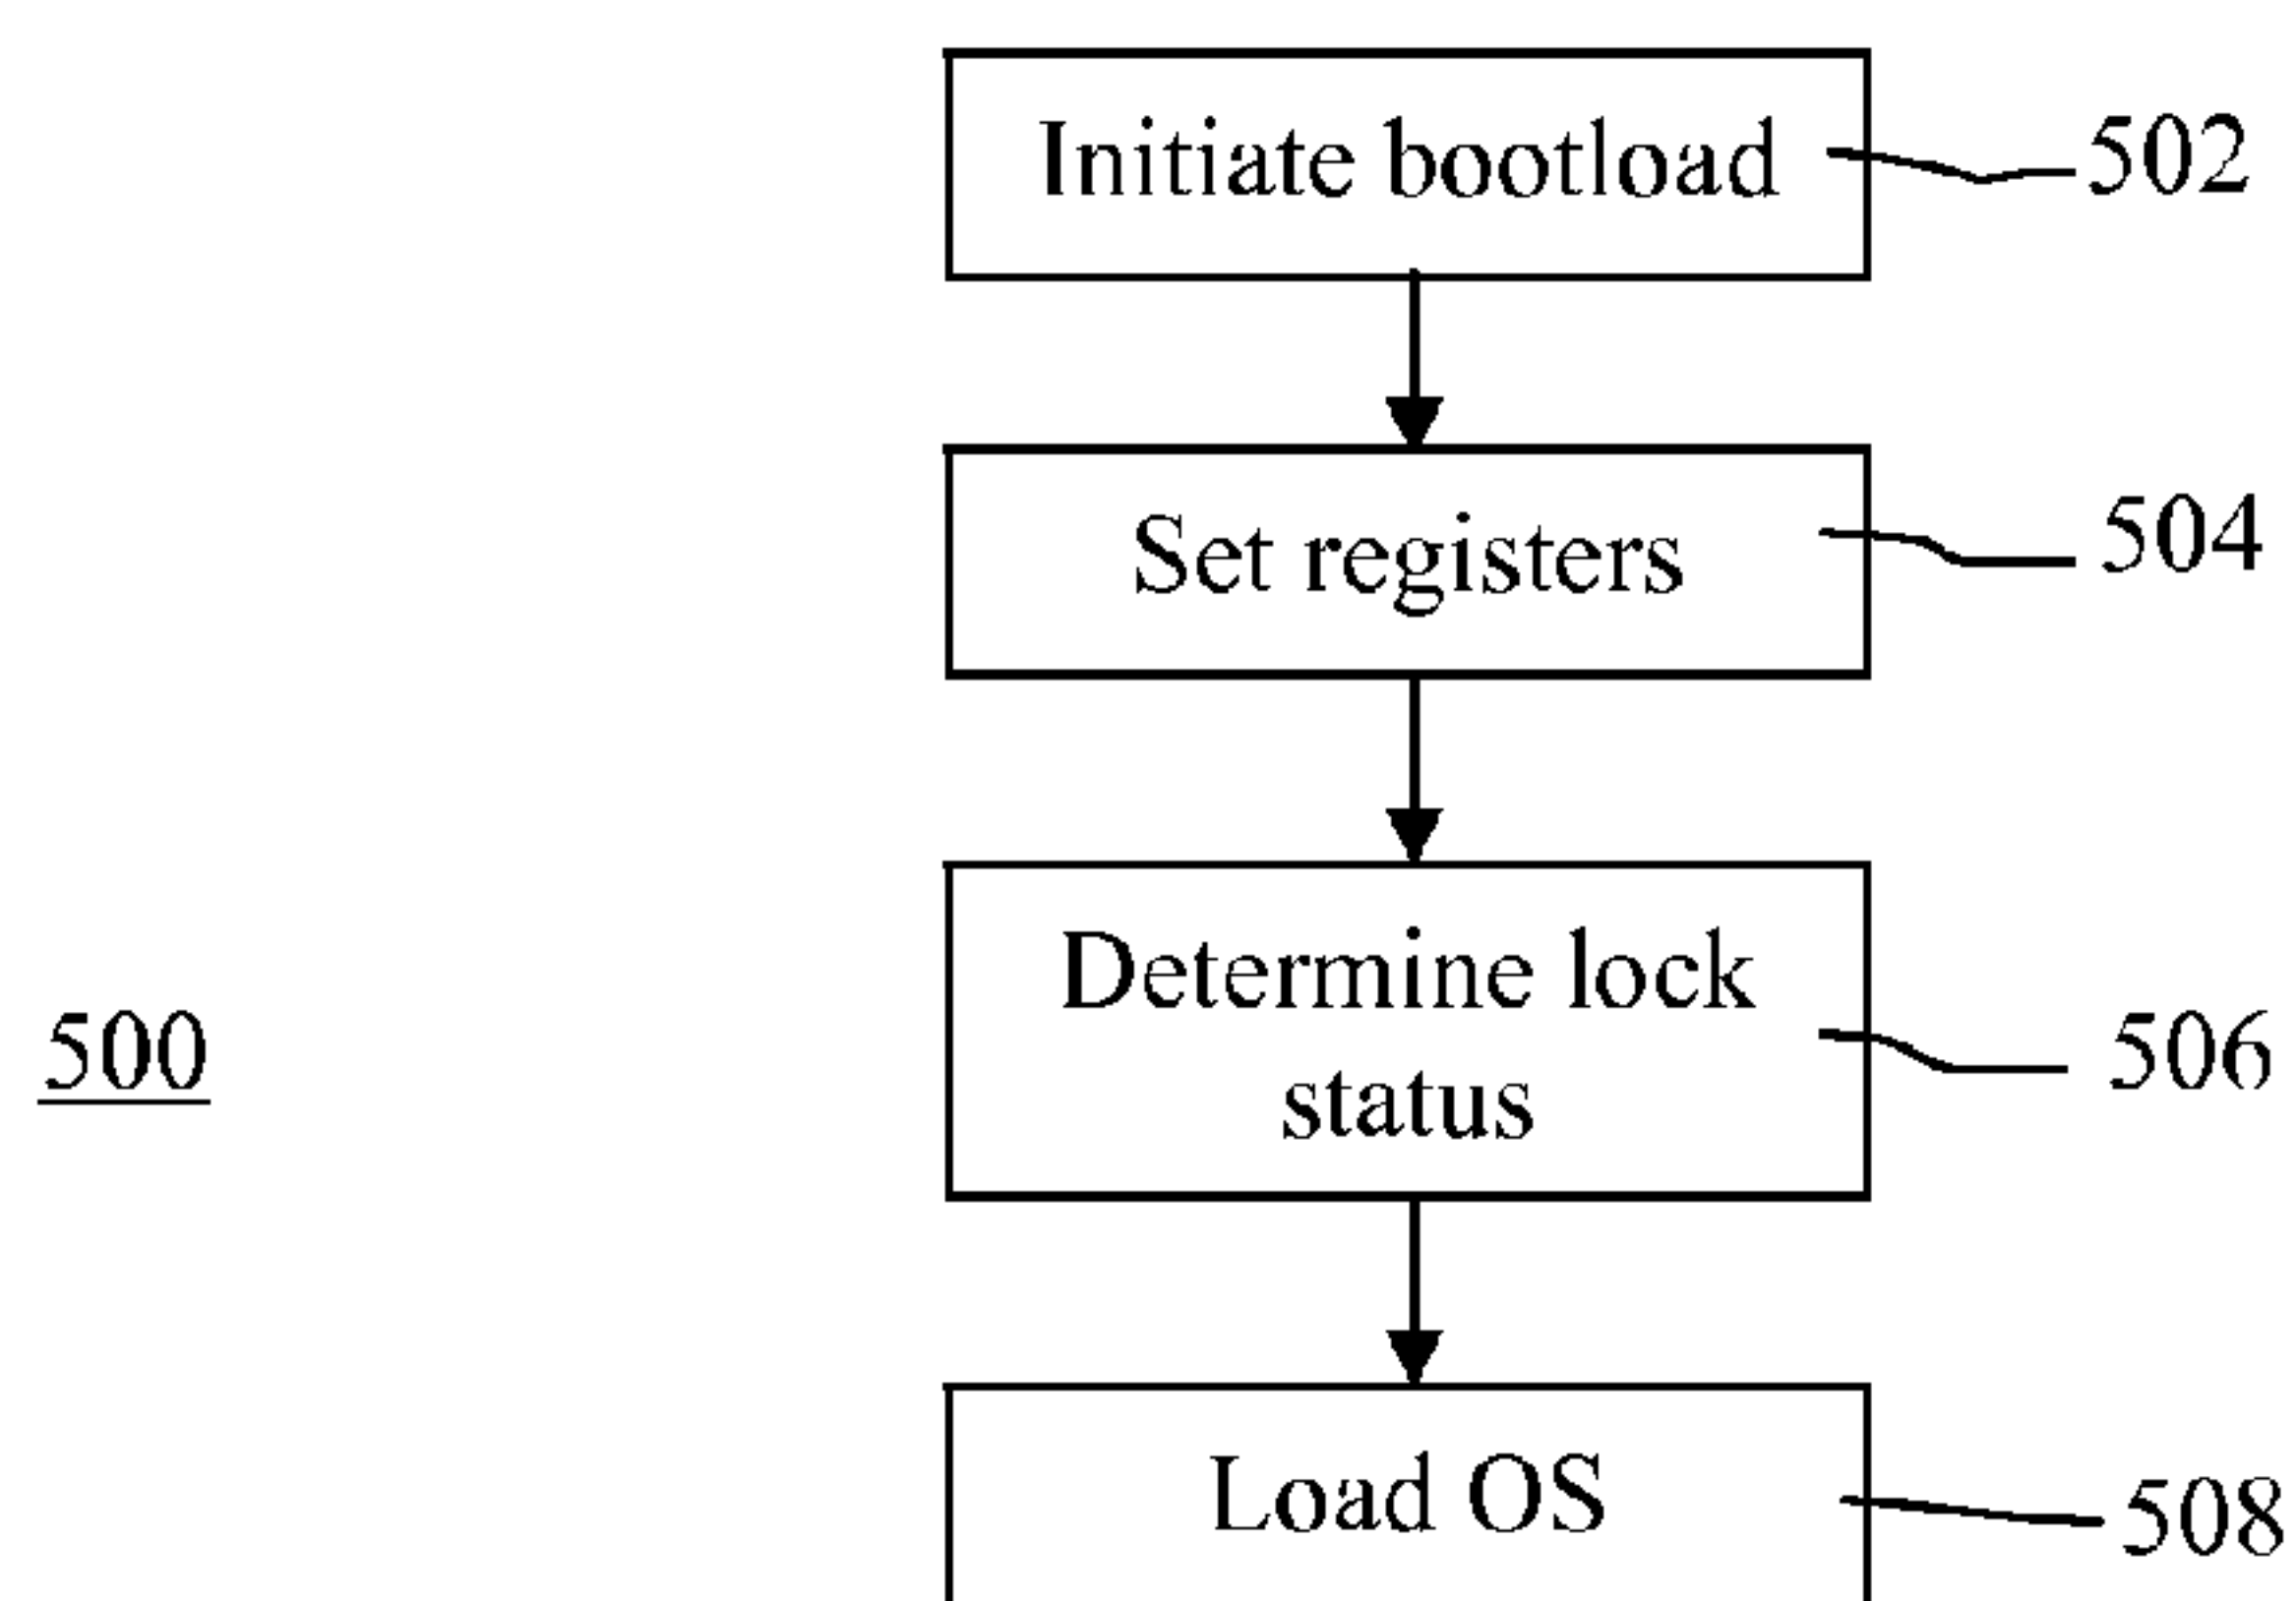 Initiate bootload
502
Set registers
504
Determine lock
status
506
500
Load OS
508